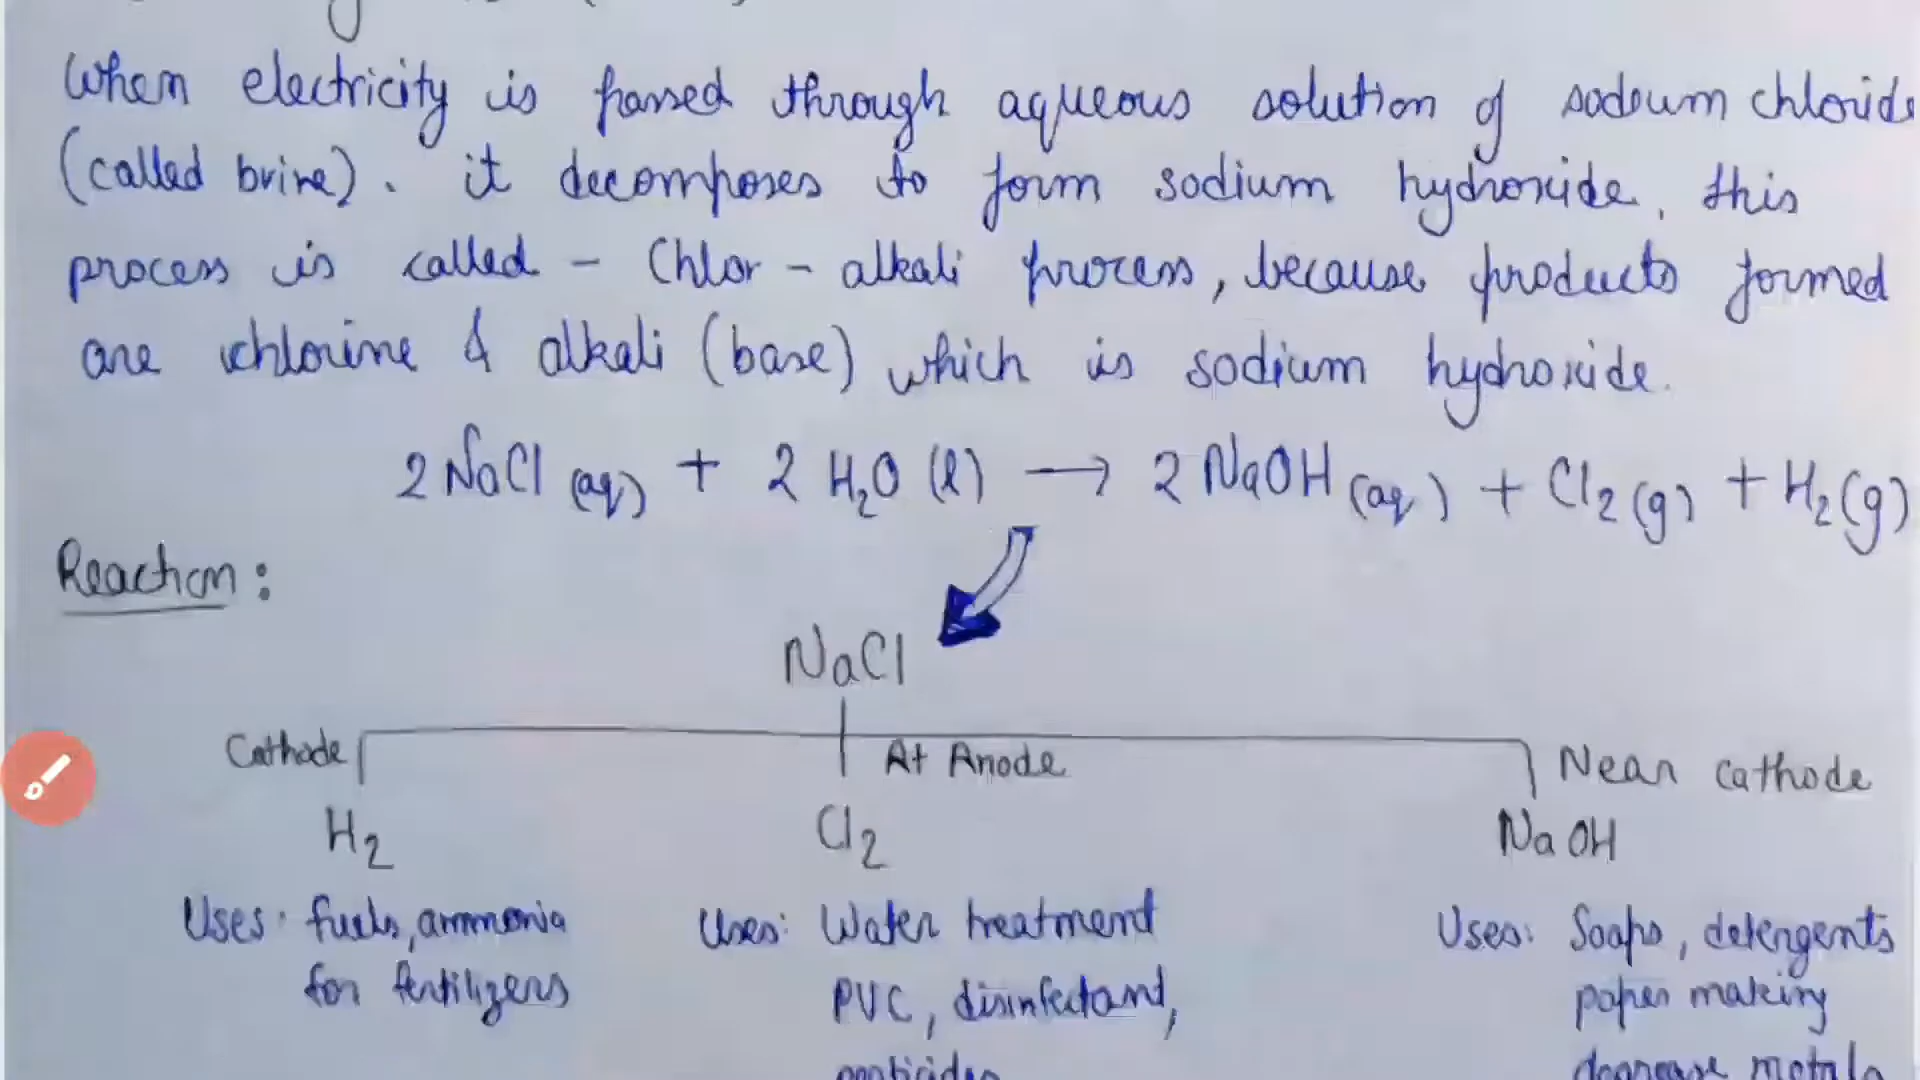 When electricity is passed through aqueous solution of sodium chloride
(called brine). it decomposes to form sodium hydroxide, this
process is called - Chlor - alkali process, because products formed
are chlorine & alkali (base) which is sodium hydroxide.
2 NaCl (aq) + 2 H₂O (l) → 2 NaOH (aq) + Cl₂ (g) + H₂ (g)
Reaction:
NaCl
Cathode At Anode Near cathode
H₂ Cl₂ NaOH
Uses: fuels, ammonia Uses: Water treatment Uses: Soaps, detergents
for fertilizers PVC, disinfectant, paper making
pesticides